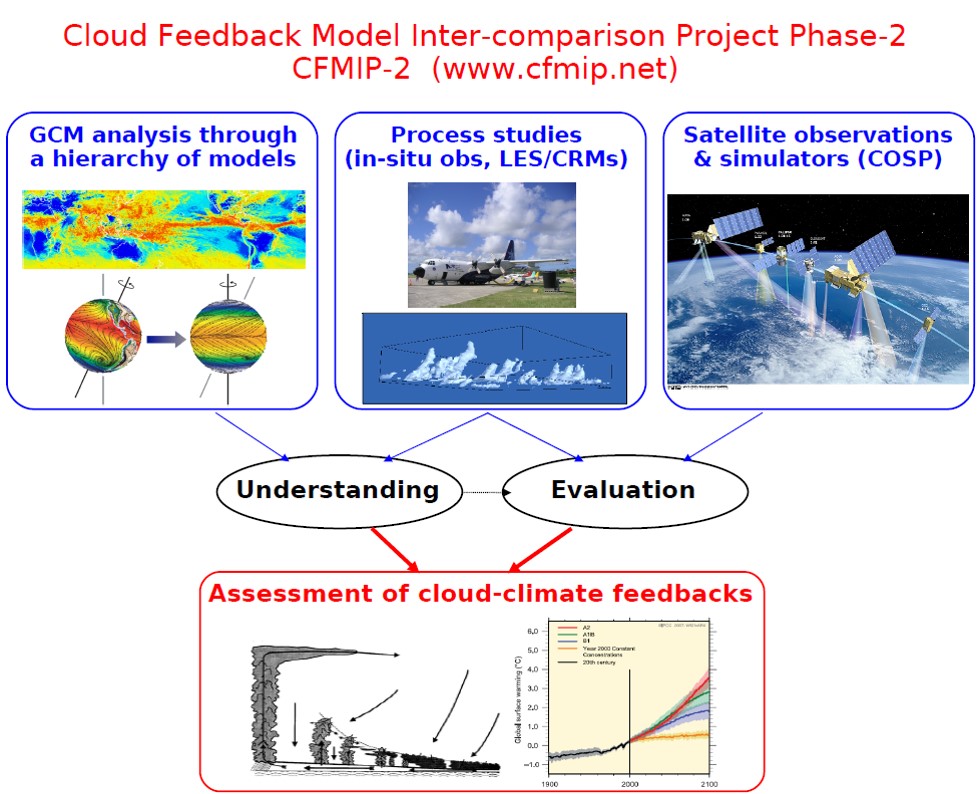 Cloud Feedback Model Inter-comparison Project Phase-2
CFMIP-2 (www.cfmip.net)
GCM analysis through
a hierarchy of models
Process studies
(in-situ obs, LES/CRMs)
Satellite observations
& simulators (COSP)
Understanding
Evaluation
Assessment of cloud-climate feedbacks
Global surface warming (°C)
6,0
5,0
4,0
3,0
2,0
1,0
0,0
−1,0
A2
A1B
B1
Year 2000 Constant
Concentrations
20th century
1900
2000
2100